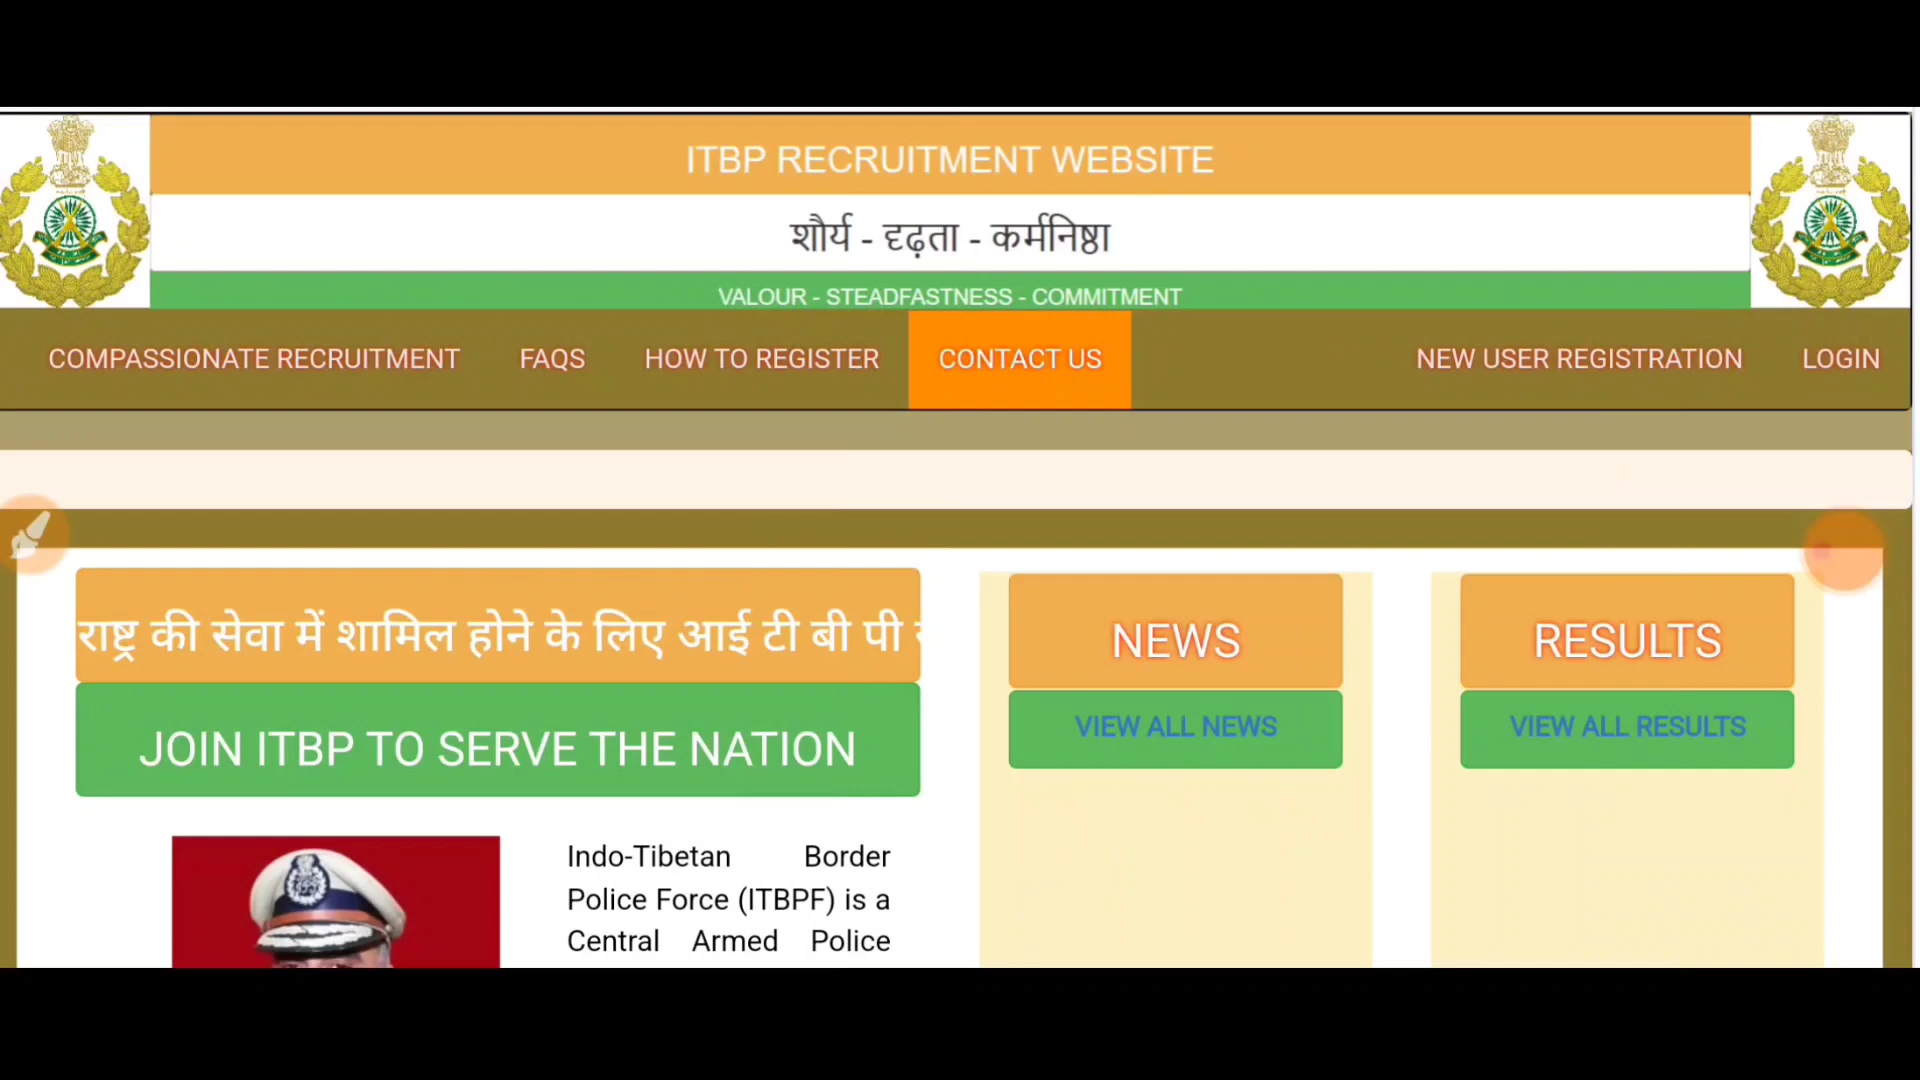 ITBP RECRUITMENT WEBSITE
शौर्य - दृढ़ता - कर्मनिष्ठा
VALOUR - STEADFASTNESS - COMMITMENT
COMPASSIONATE RECRUITMENT FAQS HOW TO REGISTER CONTACT US NEW USER REGISTRATION LOGIN
राष्ट्र की सेवा में शामिल होने के लिए आई टी बी पी
JOIN ITBP TO SERVE THE NATION
Indo-Tibetan Border
Police Force (ITBPF) is a
Central Armed Police
NEWS
VIEW ALL NEWS
RESULTS
VIEW ALL RESULTS